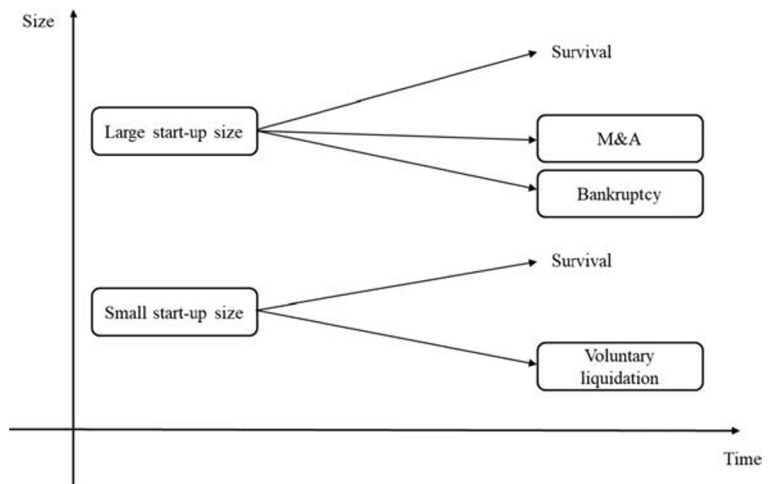 Size
Survival
Large start-up size
M&A
Bankruptcy
Survival
Small start-up size
Voluntary
liquidation
Time